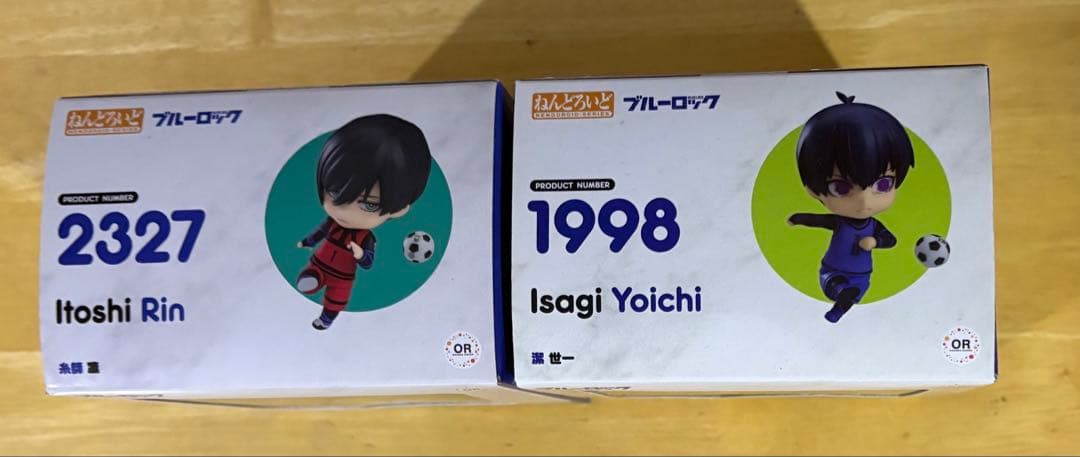 ねんどろいど
NENDOROID SERIES
ブルーロック
PRODUCT NUMBER
2327
Itoshi Rin
糸師 凛
OR
ねんどろいど
NENDOROID SERIES
ブルーロック
PRODUCT NUMBER
1998
Isagi Yoichi
潔 世一
OR